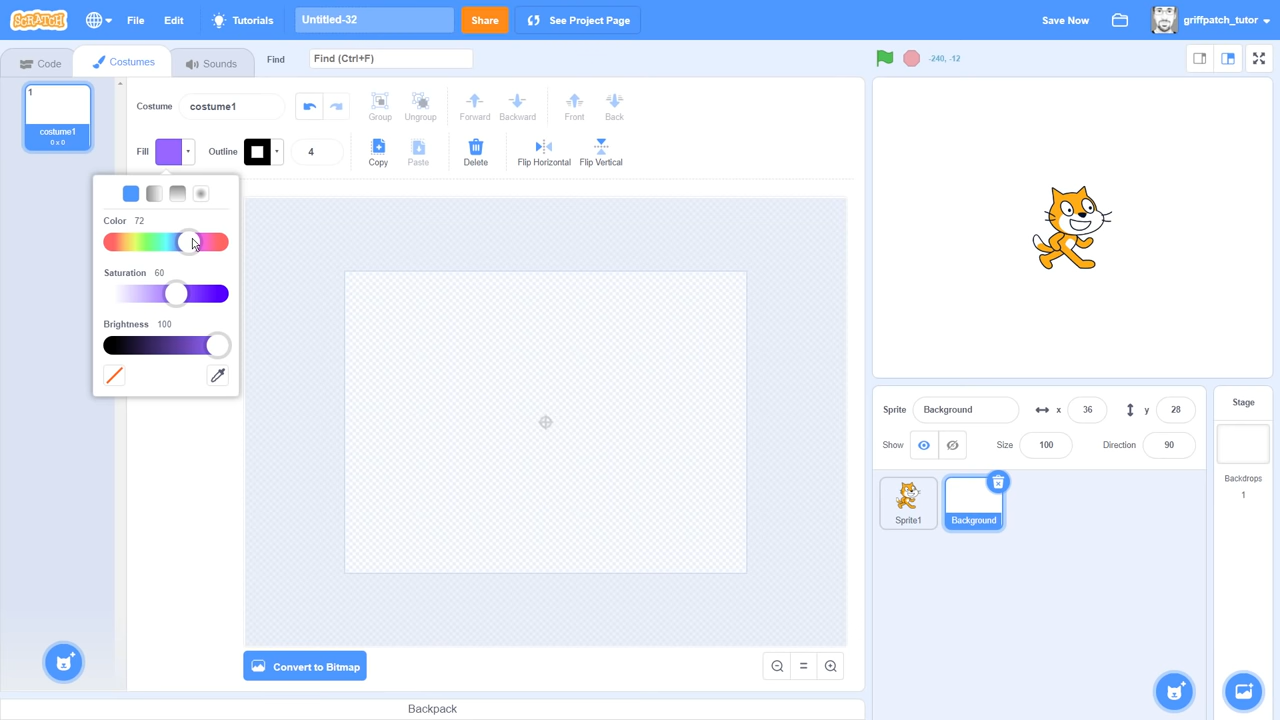 SCRATCH File Edit Tutorials Untitled-32 Share See Project Page Save Now griffpatch_tutor
Code Costumes Sounds Find Find (Ctrl+F) -240, -12
1
costume1
0 x 0
Costume costume1 Group Ungroup Forward Backward Front Back
Fill Outline 4 Copy Paste Delete Flip Horizontal Flip Vertical
Color 72
Saturation 60
Brightness 100
Convert to Bitmap
Backpack
Sprite Background x 36 y 28
Show Size 100 Direction 90
Sprite1 Background
Stage
Backdrops
1